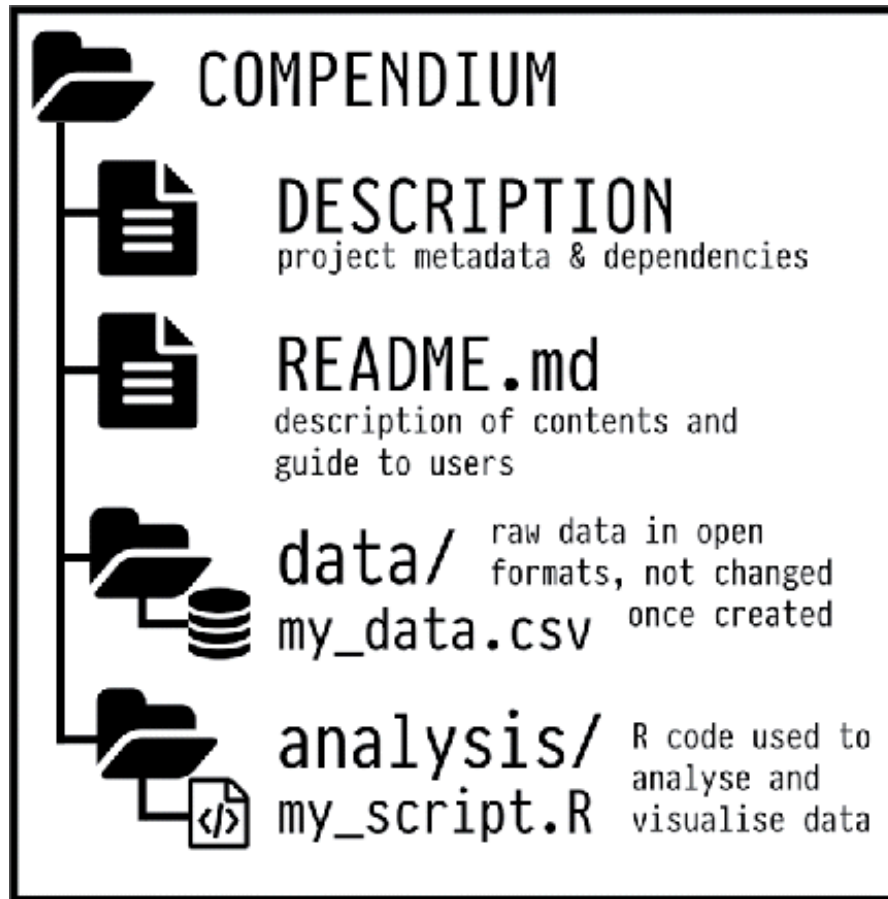 COMPENDIUM
DESCRIPTION
project metadata & dependencies
README.md
description of contents and
guide to users
data/
raw data in open
formats, not changed
once created
my_data.csv
analysis/
R code used to
analyse and
visualise data
my_script.R
</>